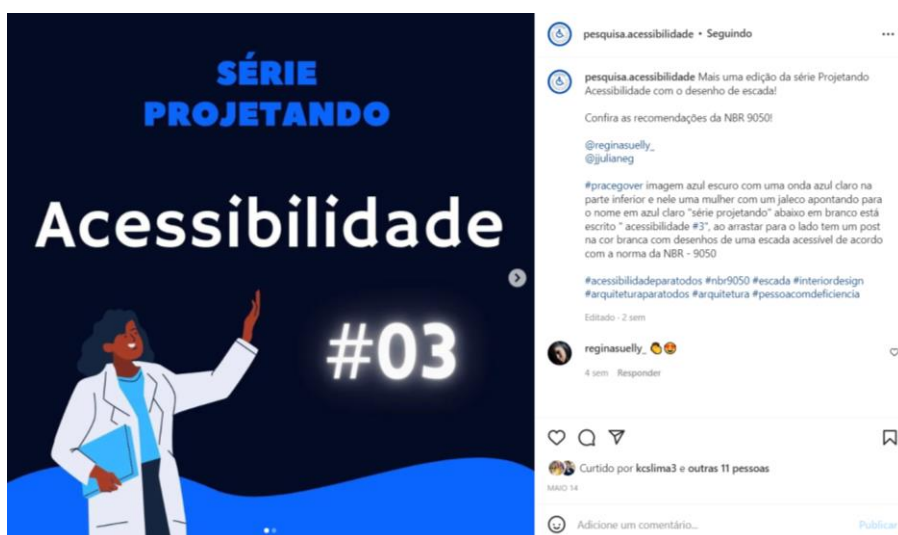 SÉRIE
PROJETANDO
Acessibilidade
#03
pesquisa.acessibilidade • Seguindo
pesquisa.acessibilidade Mais uma edição da série Projetando
Acessibilidade com o desenho de escada!
Confira as recomendações da NBR 9050!
@reginasuelly_
@jjulianeg
#pracegover imagem azul escuro com uma onda azul claro na
parte inferior e nele uma mulher com um jaleco apontando para
o nome em azul claro "série projetando" abaixo em branco está
escrito " acessibilidade #3", ao arrastar para o lado tem um post
na cor branca com desenhos de uma escada acessível de acordo
com a norma da NBR - 9050
#acessibilidadeparatodos #nbr9050 #escada #interiordesign
#arquiteturaparatodos #arquitetura #pessoacomdeficiencia
Editado · 2 sem
reginasuelly_ 👏😍
4 sem Responder
Curtido por kcslima3 e outras 11 pessoas
MAIO 14
Adicione um comentário...
Publicar